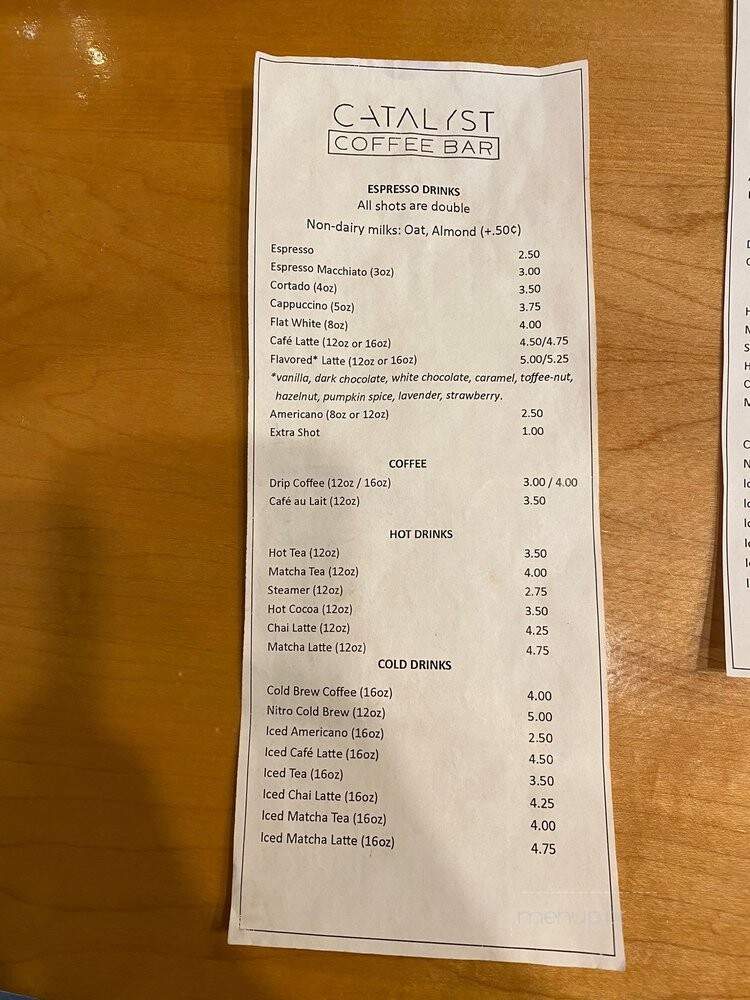 CATALYST
COFFEE BAR
ESPRESSO DRINKS
All shots are double
Non-dairy milks: Oat, Almond (+.50¢)
Espresso 2.50
Espresso Macchiato (3oz) 3.00
Cortado (4oz) 3.50
Cappuccino (5oz) 3.75
Flat White (8oz) 4.00
Café Latte (12oz or 16oz) 4.50/4.75
Flavored* Latte (12oz or 16oz) 5.00/5.25
*vanilla, dark chocolate, white chocolate, caramel, toffee-nut,
hazelnut, pumpkin spice, lavender, strawberry.
Americano (8oz or 12oz) 2.50
Extra Shot 1.00
COFFEE
Drip Coffee (12oz / 16oz) 3.00 / 4.00
Café au Lait (12oz) 3.50
HOT DRINKS
Hot Tea (12oz) 3.50
Matcha Tea (12oz) 4.00
Steamer (12oz) 2.75
Hot Cocoa (12oz) 3.50
Chai Latte (12oz) 4.25
Matcha Latte (12oz) 4.75
COLD DRINKS
Cold Brew Coffee (16oz) 4.00
Nitro Cold Brew (12oz) 5.00
Iced Americano (16oz) 2.50
Iced Café Latte (16oz) 4.50
Iced Tea (16oz) 3.50
Iced Chai Latte (16oz) 4.25
Iced Matcha Tea (16oz) 4.00
Iced Matcha Latte (16oz) 4.75